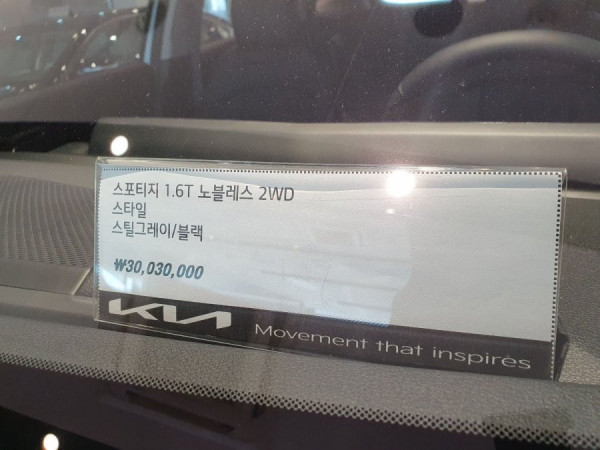 스포티지 1.6T 노블레스 2WD
스타일
스틸그레이/블랙
₩30,030,000
KIA
Movement that inspires